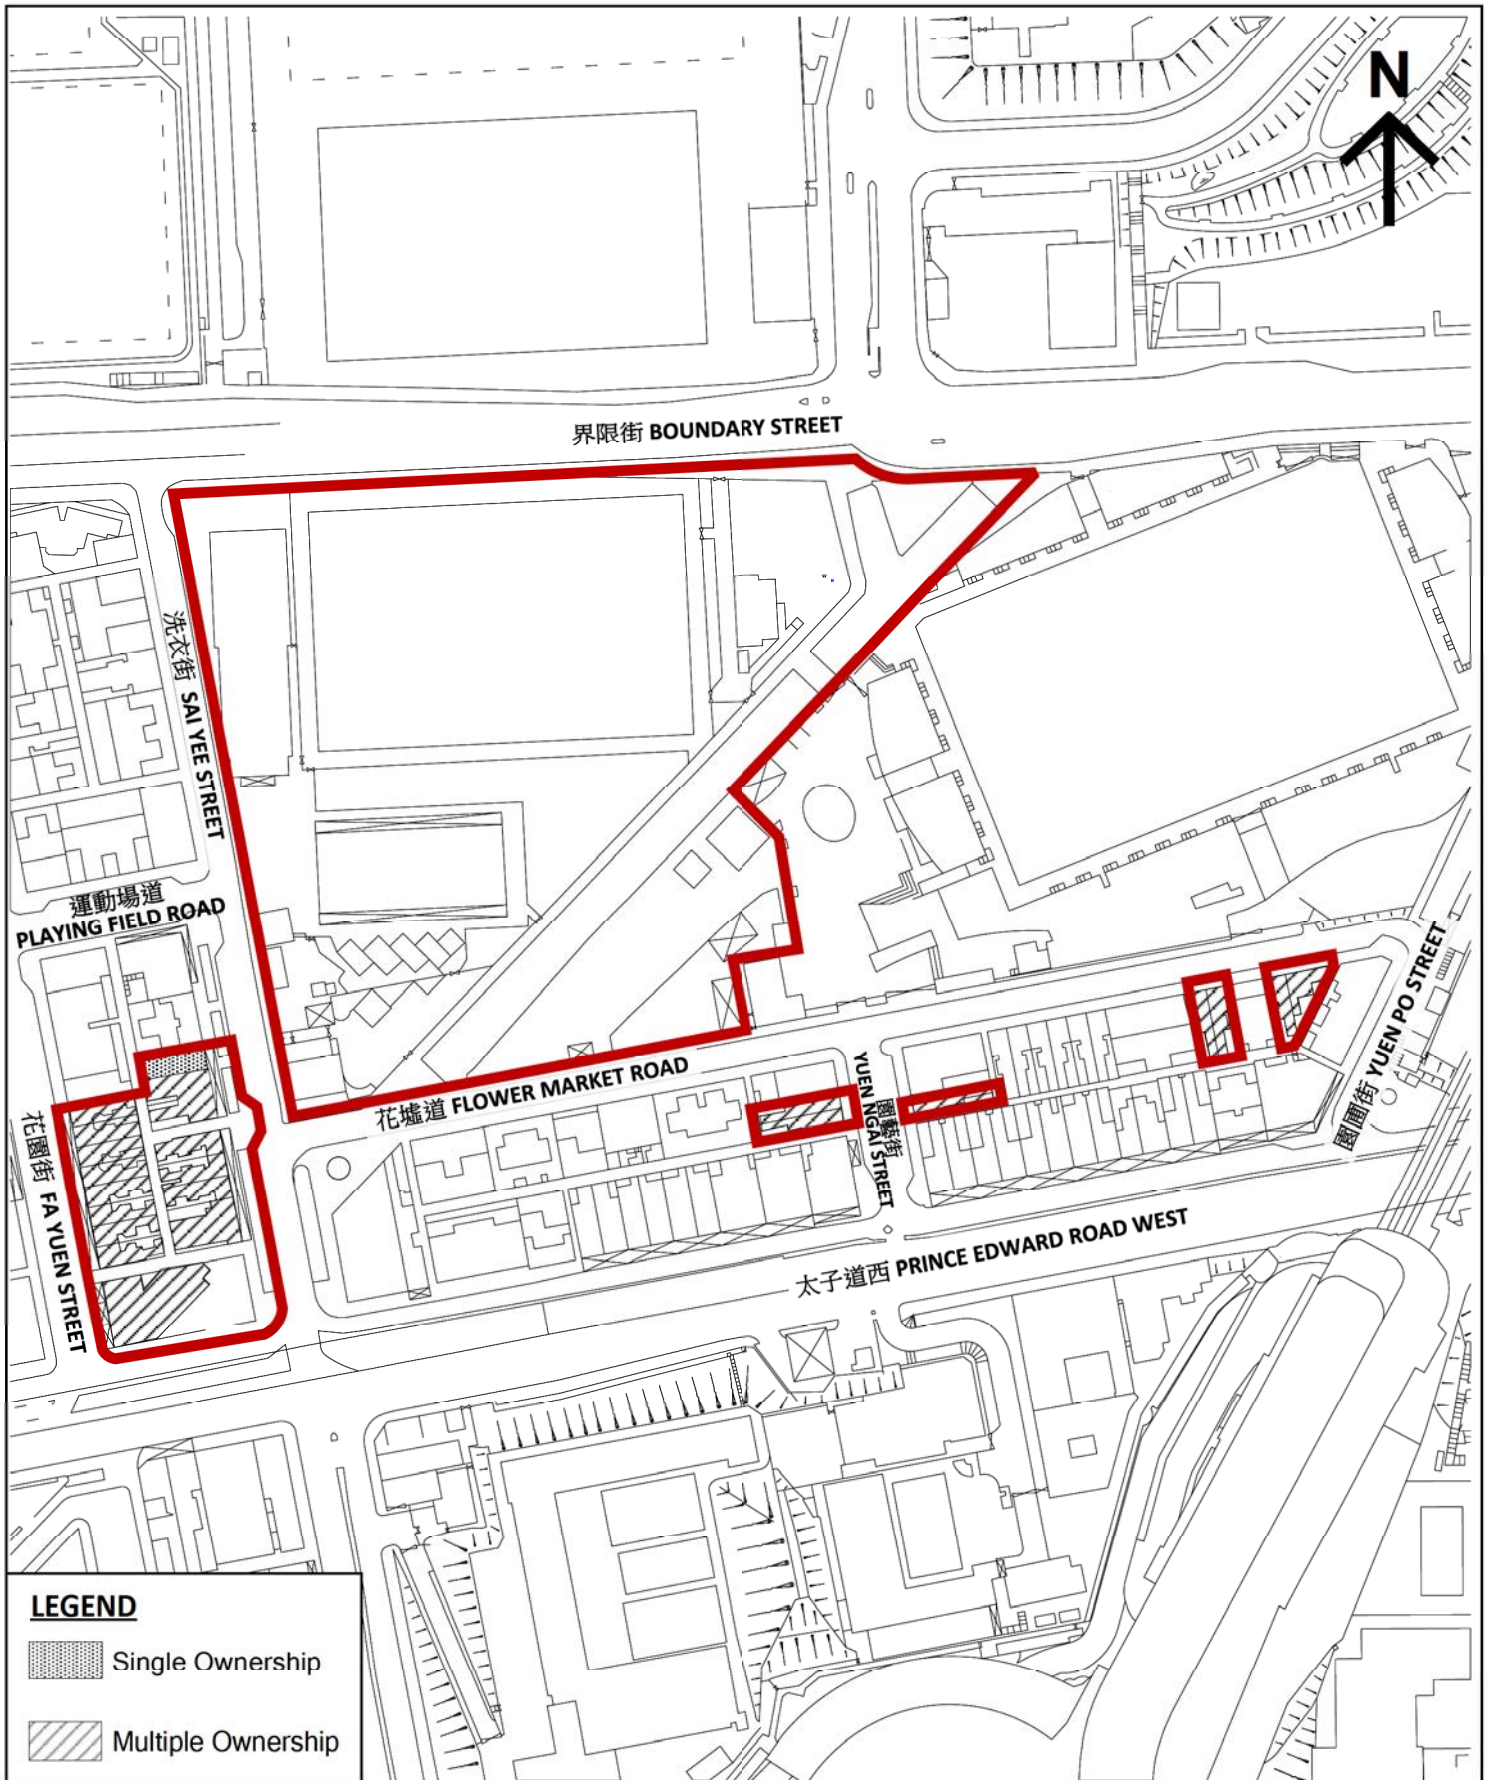 N
界限街 BOUNDARY STREET
洗衣街 SAI YEE STREET
運動場道
PLAYING FIELD ROAD
花園街 FA YUEN STREET
花墟道 FLOWER MARKET ROAD
YUEN NGAI STREET
園藝街
園圃街 YUEN PO STREET
太子道西 PRINCE EDWARD ROAD WEST
LEGEND
Single Ownership
Multiple Ownership